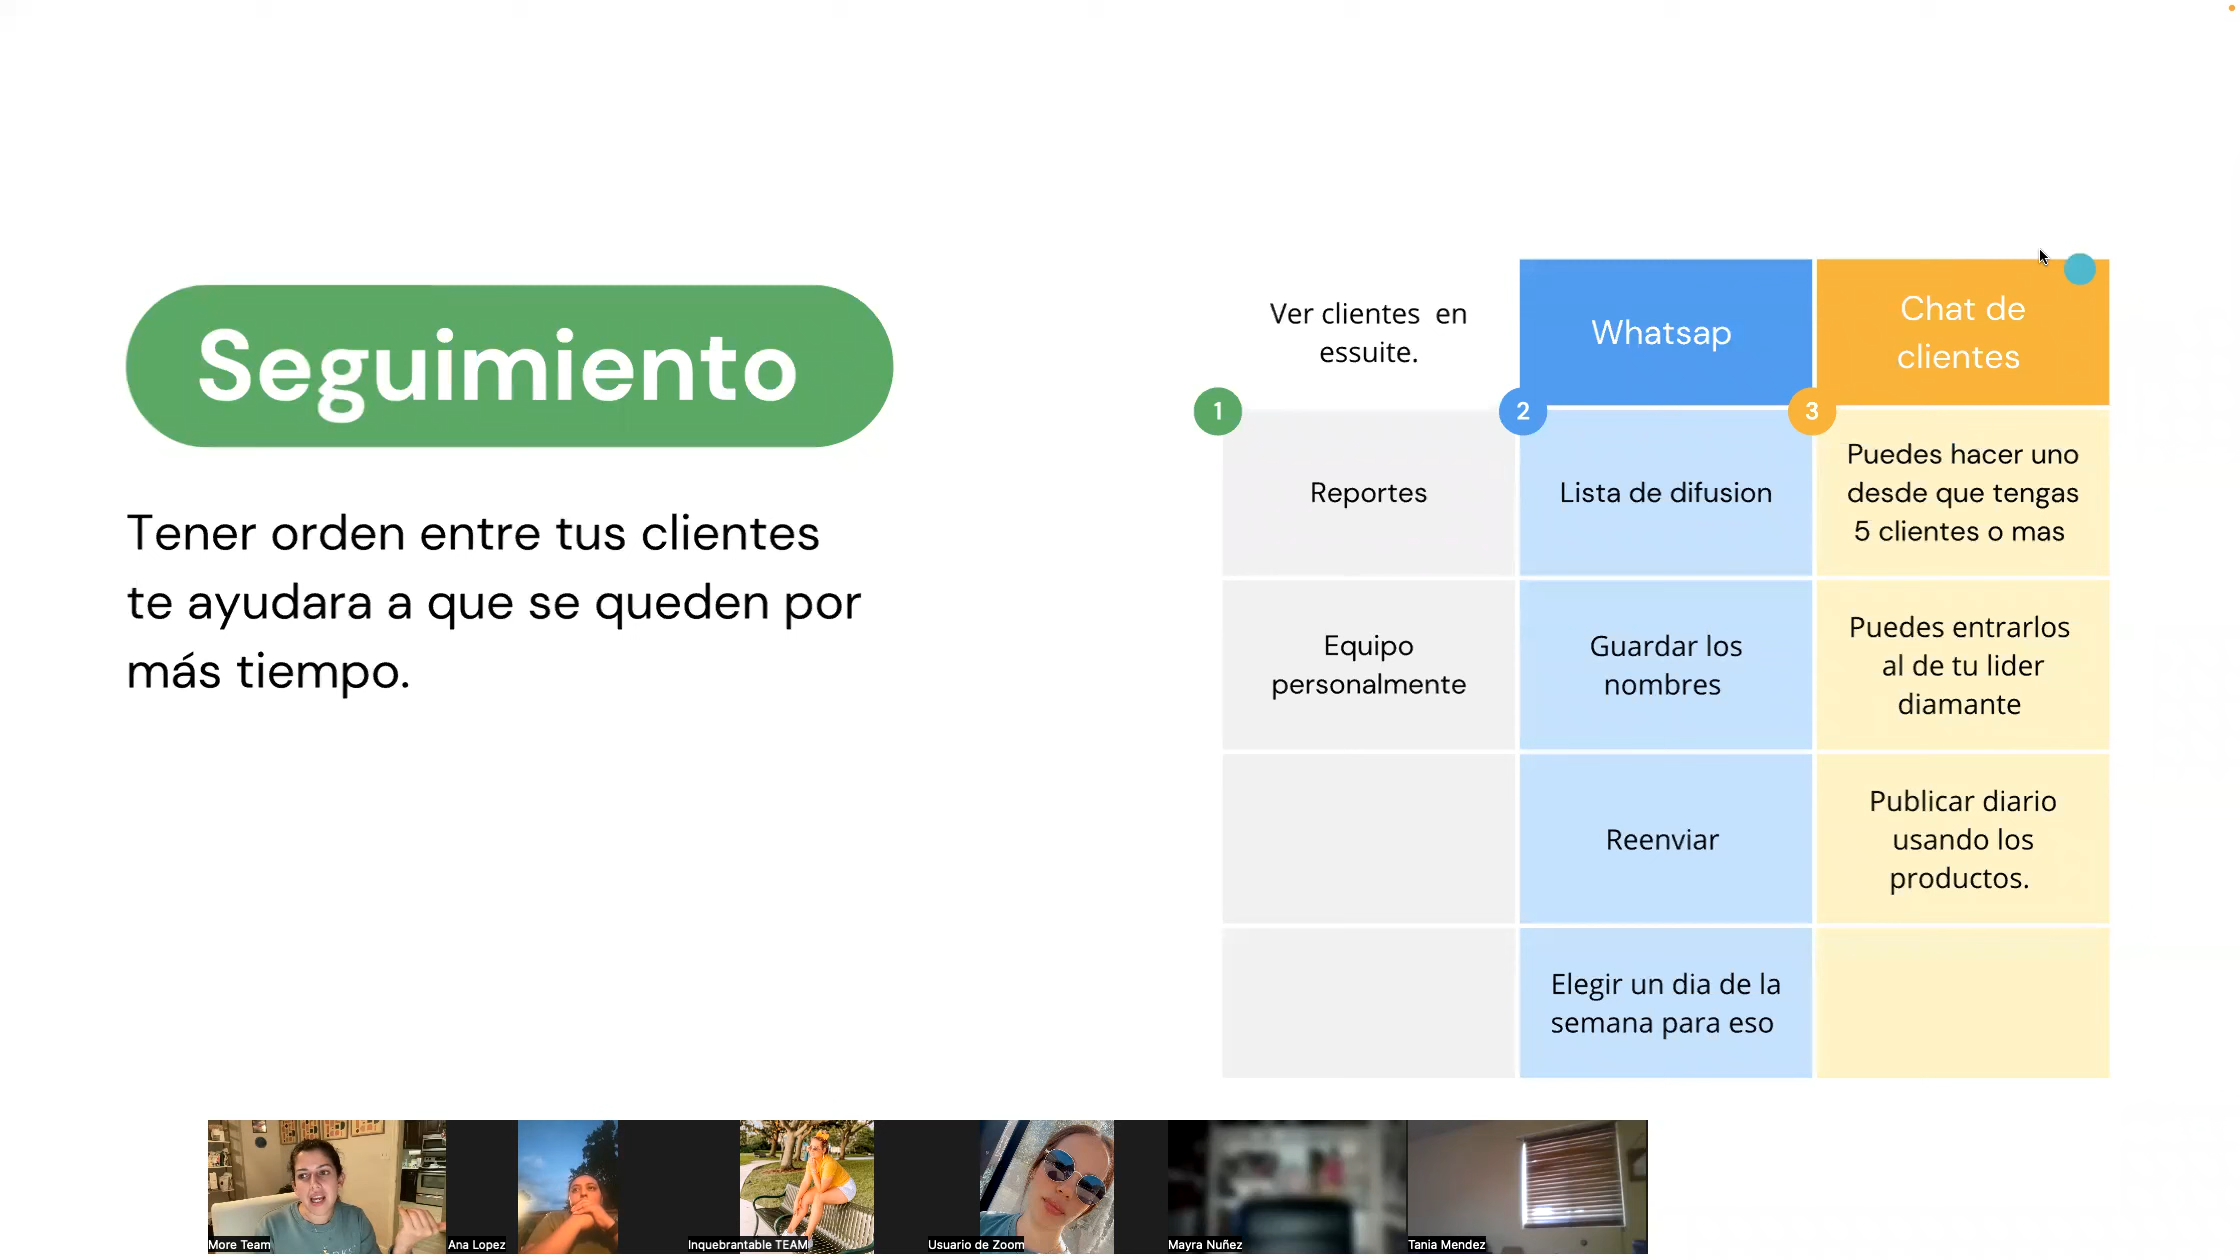 Seguimiento
Tener orden entre tus clientes
te ayudara a que se queden por
más tiempo.
Ver clientes  en
essuite.
Whatsap
Chat de
clientes
1
2
3
Reportes
Lista de difusion
Puedes hacer uno
desde que tengas
5 clientes o mas
Equipo
personalmente
Guardar los
nombres
Puedes entrarlos
al de tu lider
diamante
Reenviar
Publicar diario
usando los
productos.
Elegir un dia de la
semana para eso
More Team
Ana Lopez
Inquebrantable TEAM
Usuario de Zoom
Mayra Nuñez
Tania Mendez